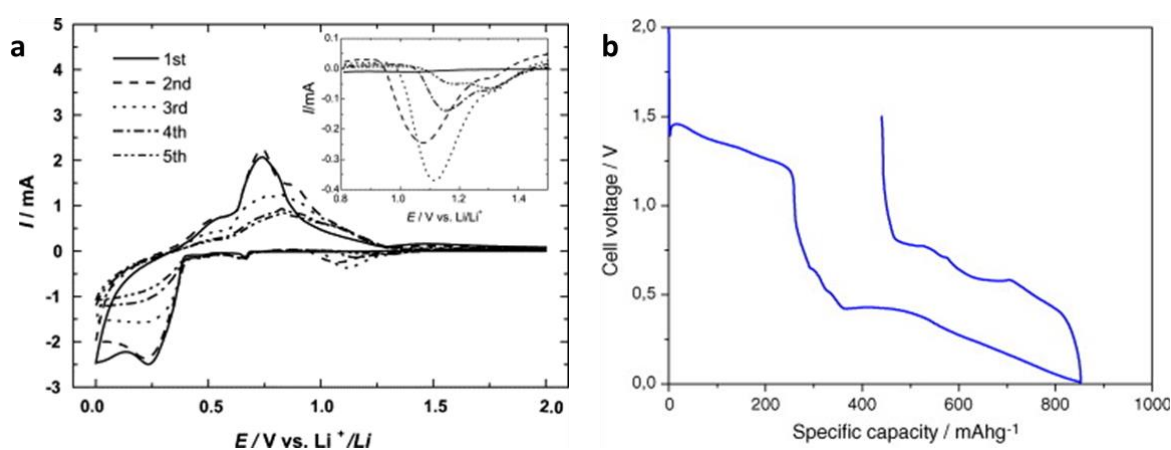 a
5
4
3
2
1
0
-1
-2
-3
I / mA
1st
2nd
3rd
4th
5th
0.0 0.5 1.0 1.5 2.0
E / V vs. Li⁺/Li
0.1
0.0
-0.1
-0.2
-0.3
-0.4
I/mA
0.8 1.0 1.2 1.4
E / V vs. Li/Li⁺
b
2,0
1,5
1,0
0,5
0,0
Cell voltage / V
0 200 400 600 800 1000
Specific capacity / mAhg⁻¹